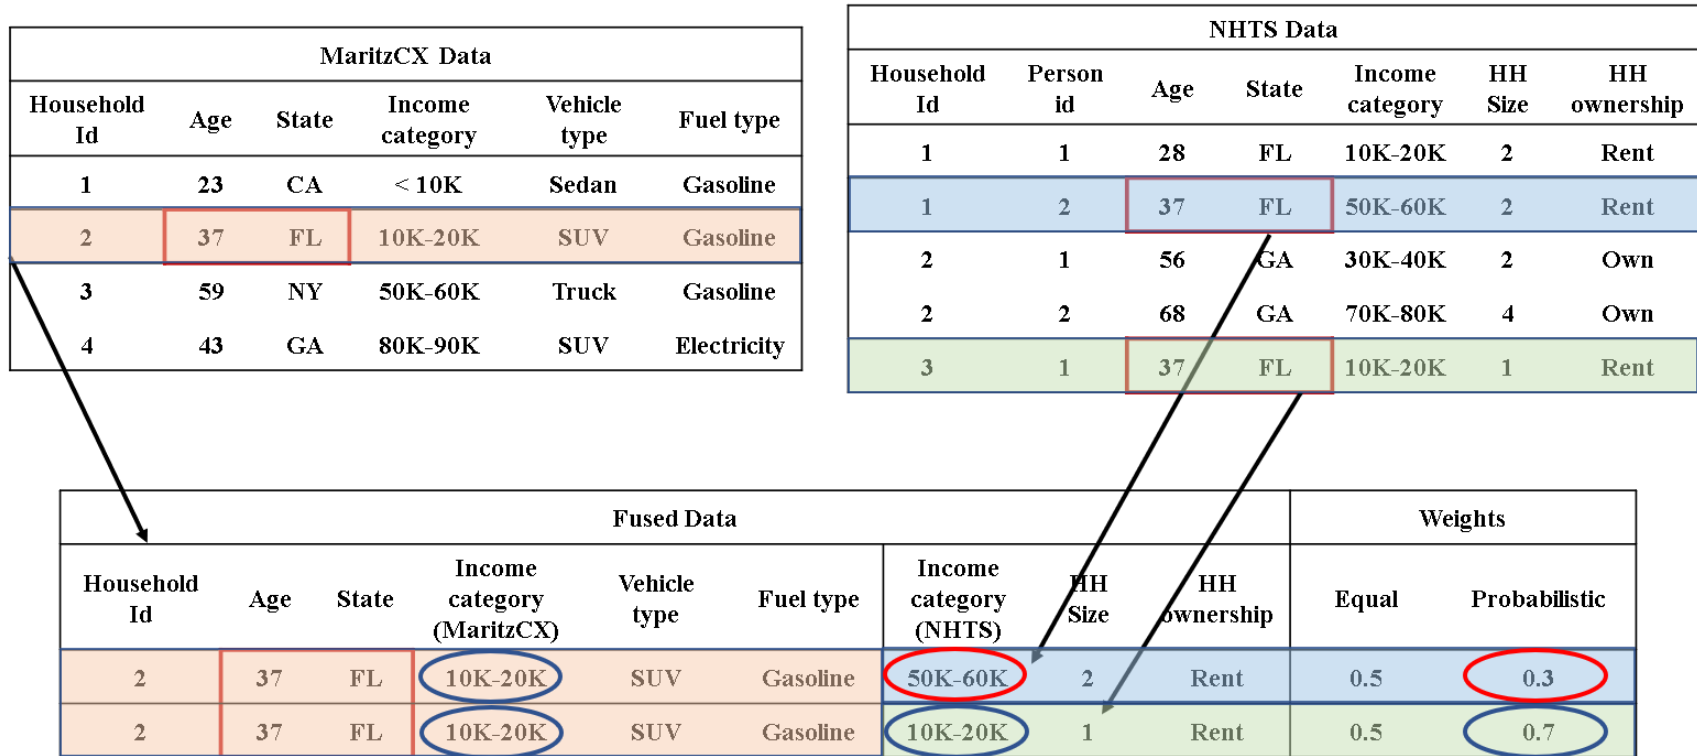 MaritzCX Data
Household Id Age State Income category Vehicle type Fuel type
1 23 CA < 10K Sedan Gasoline
2 37 FL 10K-20K SUV Gasoline
3 59 NY 50K-60K Truck Gasoline
4 43 GA 80K-90K SUV Electricity
NHTS Data
Household Id Person id Age State Income category HH Size HH ownership
1 1 28 FL 10K-20K 2 Rent
1 2 37 FL 50K-60K 2 Rent
2 1 56 GA 30K-40K 2 Own
2 2 68 GA 70K-80K 4 Own
3 1 37 FL 10K-20K 1 Rent
Fused Data Weights
Household Id Age State Income category (MaritzCX) Vehicle type Fuel type Income category (NHTS) HH Size HH ownership Equal Probabilistic
2 37 FL 10K-20K SUV Gasoline 50K-60K 2 Rent 0.5 0.3
2 37 FL 10K-20K SUV Gasoline 10K-20K 1 Rent 0.5 0.7